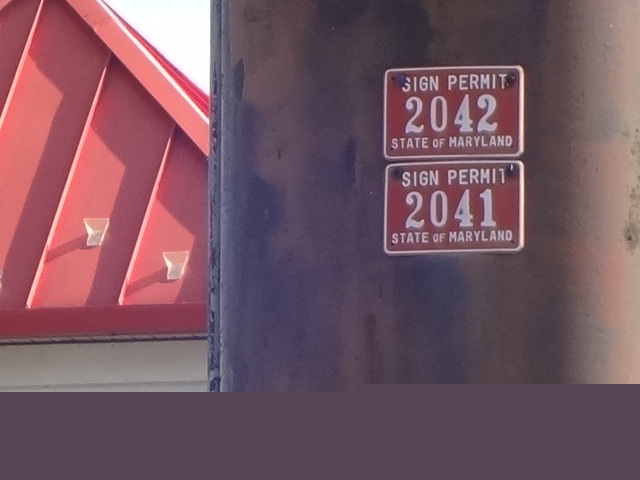 SIGN PERMIT
2042
STATE OF MARYLAND
SIGN PERMIT
2041
STATE OF MARYLAND